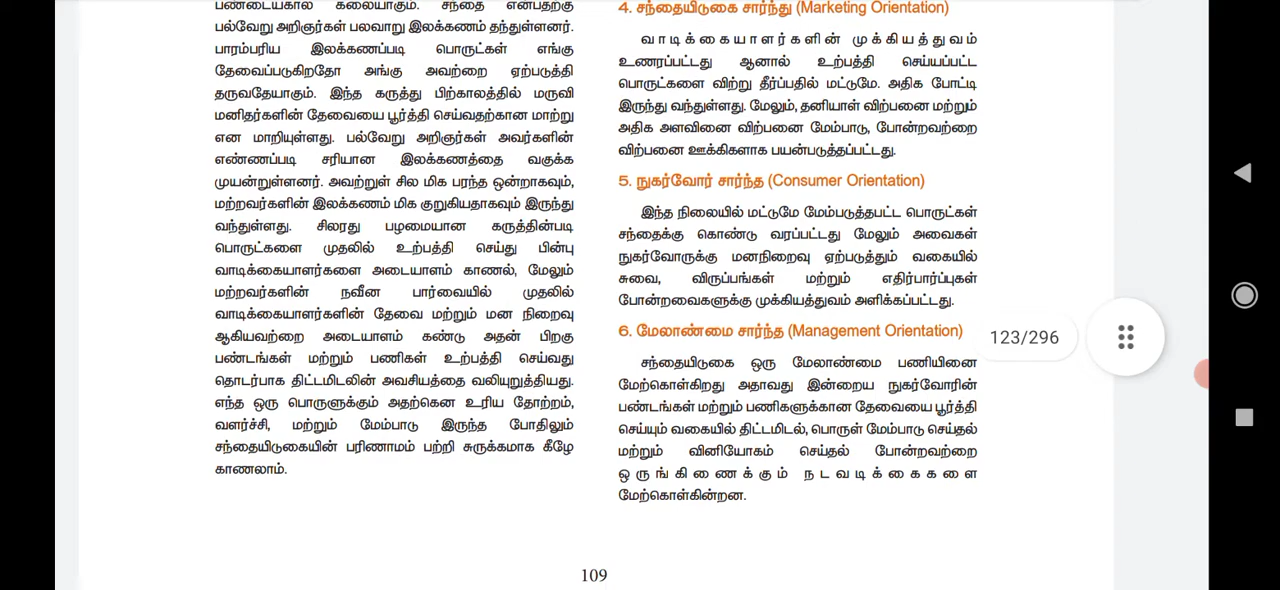 பண்டையகால கலையாகும். சந்தை என்பதற்கு
பல்வேறு அறிஞர்கள் பலவாறு இலக்கணம் தந்துள்ளனர்.
பாரம்பரிய இலக்கணப்படி பொருட்கள் எங்கு
தேவைப்படுகிறதோ அங்கு அவற்றை ஏற்படுத்தி
தருவதேயாகும். இந்த கருத்து பிற்காலத்தில் மருவி
மனிதர்களின் தேவையை பூர்த்தி செய்வதற்கான மாற்று
என மாறியுள்ளது. பல்வேறு அறிஞர்கள் அவர்களின்
எண்ணப்படி சரியான இலக்கணத்தை வகுக்க
முயன்றுள்ளனர். அவற்றுள் சில மிக பரந்த ஒன்றாகவும்,
மற்றவர்களின் இலக்கணம் மிக குறுகியதாகவும் இருந்து
வந்துள்ளது. சிலரது பழமையான கருத்தின்படி
பொருட்களை முதலில் உற்பத்தி செய்து பின்பு
வாடிக்கையாளர்களை அடையாளம் காணல், மேலும்
மற்றவர்களின் நவீன பார்வையில் முதலில்
வாடிக்கையாளர்களின் தேவை மற்றும் மன நிறைவு
ஆகியவற்றை அடையாளம் கண்டு அதன் பிறகு
பண்டங்கள் மற்றும் பணிகள் உற்பத்தி செய்வது
தொடர்பாக திட்டமிடலின் அவசியத்தை வலியுறுத்தியது.
எந்த ஒரு பொருளுக்கும் அதற்கென உரிய தோற்றம்,
வளர்ச்சி, மற்றும் மேம்பாடு இருந்த போதிலும்
சந்தையிடுகையின் பரிணாமம் பற்றி சுருக்கமாக கீழே
காணலாம்.
4. சந்தையிடுகை சார்ந்து (Marketing Orientation)
வாடிக்கையாளர்களின் முக்கியத்துவம்
உணரப்பட்டது ஆனால் உற்பத்தி செய்யப்பட்ட
பொருட்களை விற்று தீர்ப்பதில் மட்டுமே. அதிக போட்டி
இருந்து வந்துள்ளது. மேலும், தனியாள் விற்பனை மற்றும்
அதிக அளவினை விற்பனை மேம்பாடு, போன்றவற்றை
விற்பனை ஊக்கிகளாக பயன்படுத்தப்பட்டது.
5. நுகர்வோர் சார்ந்த (Consumer Orientation)
இந்த நிலையில் மட்டுமே மேம்படுத்தபட்ட பொருட்கள்
சந்தைக்கு கொண்டு வரப்பட்டது மேலும் அவைகள்
நுகர்வோருக்கு மனநிறைவு ஏற்படுத்தும் வகையில்
சுவை, விருப்பங்கள் மற்றும் எதிர்பார்ப்புகள்
போன்றவைகளுக்கு முக்கியத்துவம் அளிக்கப்பட்டது.
6. மேலாண்மை சார்ந்த (Management Orientation)
சந்தையிடுகை ஒரு மேலாண்மை பணியினை
மேற்கொள்கிறது அதாவது இன்றைய நுகர்வோரின்
பண்டங்கள் மற்றும் பணிகளுக்கான தேவையை பூர்த்தி
செய்யும் வகையில் திட்டமிடல், பொருள் மேம்பாடு செய்தல்
மற்றும் வினியோகம் செய்தல் போன்றவற்றை
ஒருங்கிணைக்கும் நடவடிக்கைகளை
மேற்கொள்கின்றன.
123/296
109